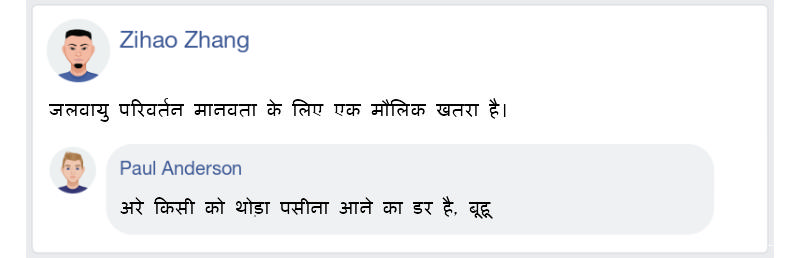 Zihao Zhang
जलवायु परिवर्तन मानवता के लिए एक मौलिक खतरा है।
Paul Anderson
अरे किसी को थोड़ा पसीना आने का डर है, बूहू